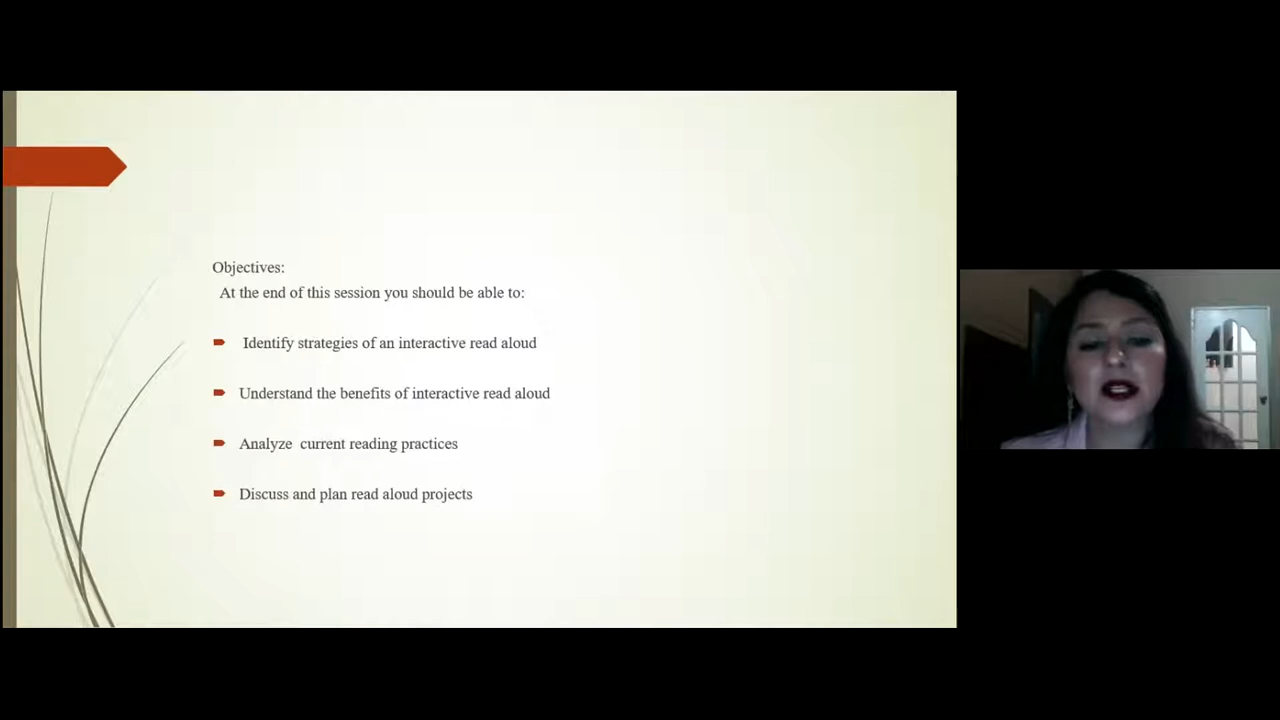 Objectives:
At the end of this session you should be able to:
Identify strategies of an interactive read aloud
Understand the benefits of interactive read aloud
Analyze  current reading practices
Discuss and plan read aloud projects